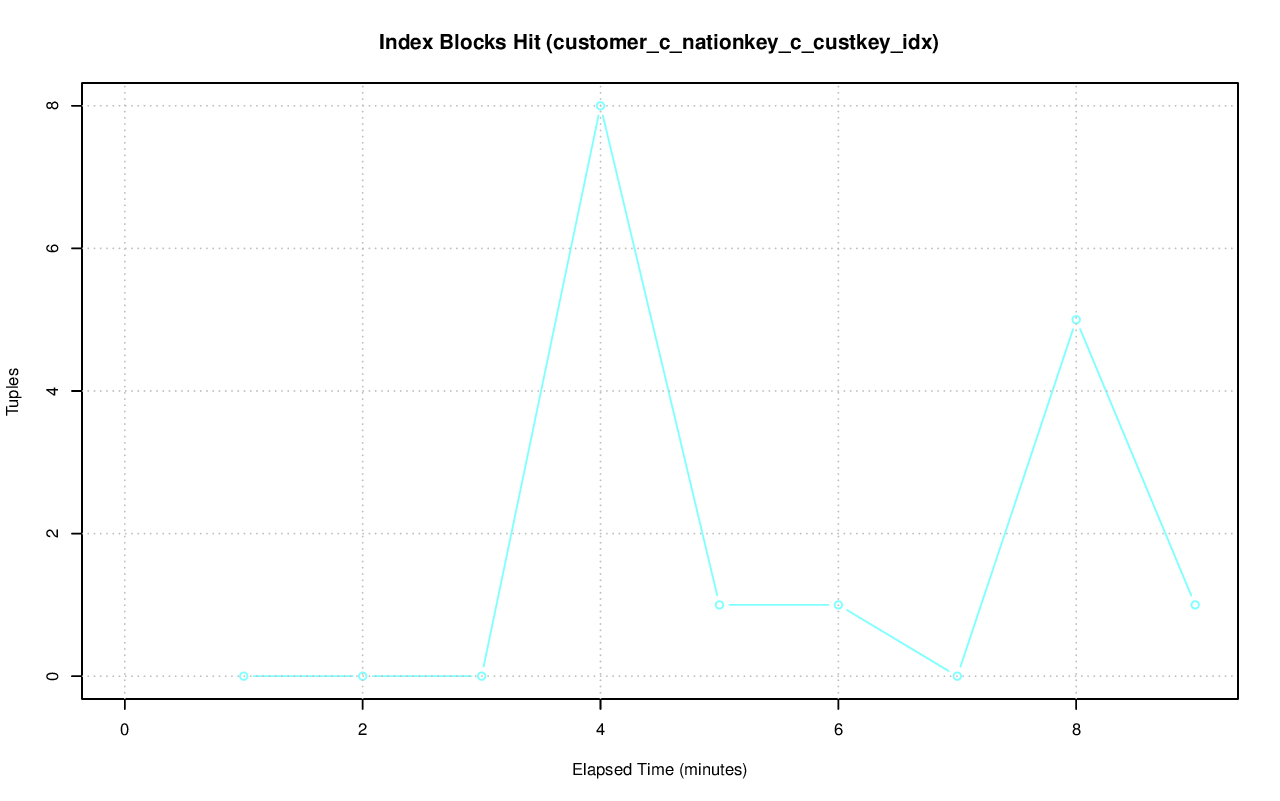 Index Blocks Hit (customer_c_nationkey_c_custkey_idx)
8
6
4
2
0
Tuples
0 2 4 6 8
Elapsed Time (minutes)